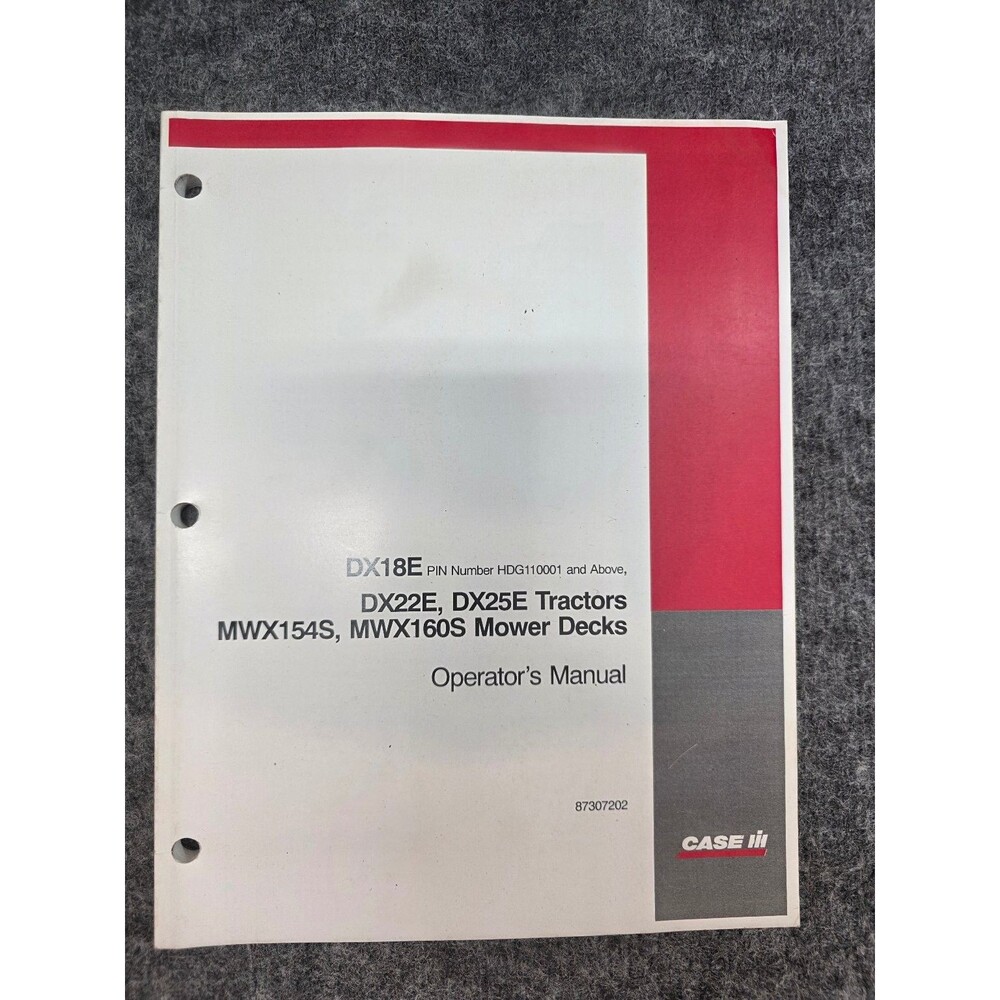 DX18E PIN Number HDG110001 and Above,
DX22E, DX25E Tractors
MWX154S, MWX160S Mower Decks
Operator's Manual
87307202
CASE IH